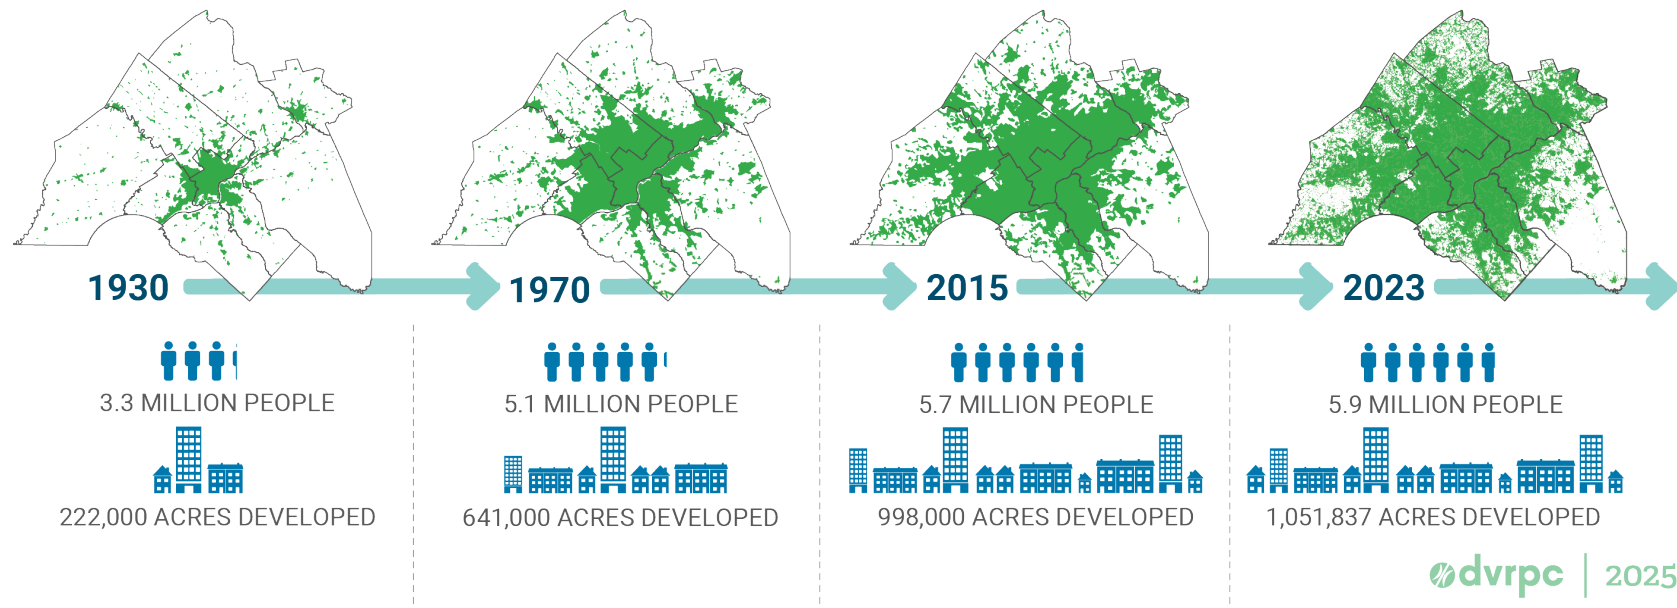 1930
1970
2015
2023
3.3 MILLION PEOPLE
5.1 MILLION PEOPLE
5.7 MILLION PEOPLE
5.9 MILLION PEOPLE
222,000 ACRES DEVELOPED
641,000 ACRES DEVELOPED
998,000 ACRES DEVELOPED
1,051,837 ACRES DEVELOPED
dvrpc | 2025